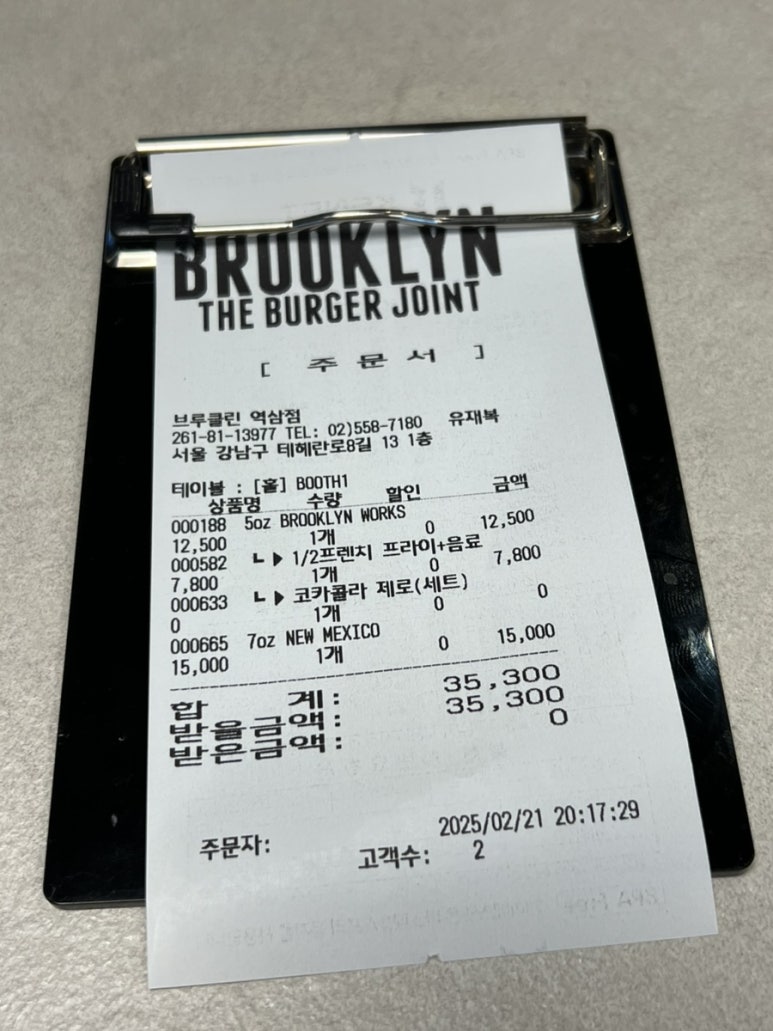 BROOKLYN
THE BURGER JOINT
[ 주 문 서 ]
브루클린 역삼점
261-81-13977 TEL: 02)558-7180 유재복
서울 강남구 테헤란로8길 13 1층
테이블 : [홀] BOOTH1
상품명 수량 할인 금액
000188 5oz BROOKLYN WORKS
12,500 1개 0 12,500
000582 ┗▶ 1/2프렌치 프라이+음료
7,800 1개 0 7,800
000633 ┗▶ 코카콜라 제로(세트)
0 1개 0 0
000665 7oz NEW MEXICO
15,000 1개 0 15,000
합 계: 35,300
받을금액: 35,300
받은금액: 0
2025/02/21 20:17:29
주문자: 고객수: 2